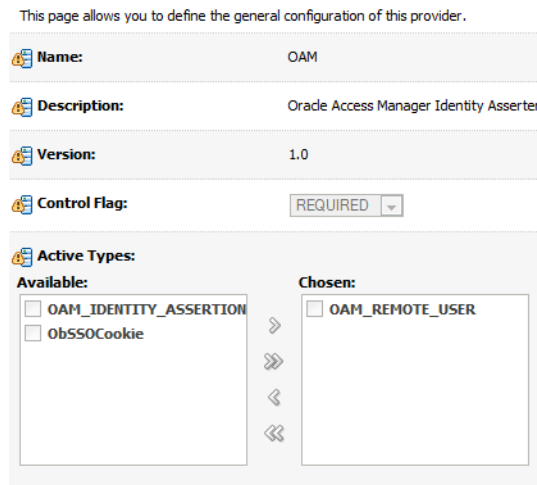 This page allows you to define the general configuration of this provider.
Name: OAM
Description: Oracle Access Manager Identity Asserter
Version: 1.0
Control Flag: REQUIRED
Active Types:
Available: Chosen:
OAM_IDENTITY_ASSERTION OAM_REMOTE_USER
ObSSOCookie